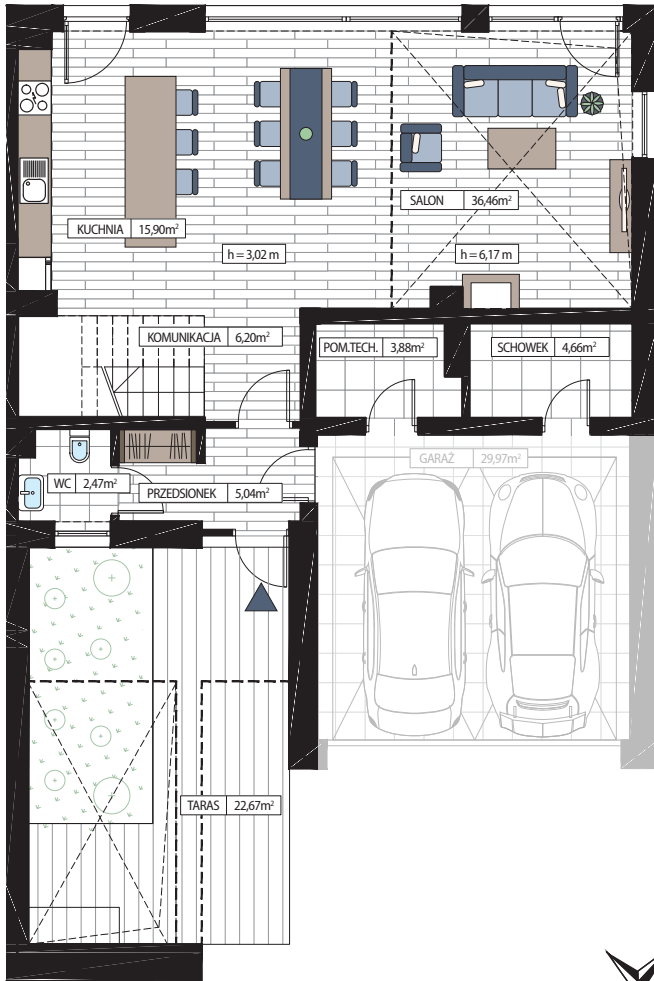 KUCHNIA 15,90m²
SALON 36,46m²
h = 3,02 m
h = 6,17 m
KOMUNIKACJA 6,20m²
POM.TECH. 3,88m²
SCHOWEK 4,66m²
GARAŻ 29,97m²
WC 2,47m²
PRZEDSIONEK 5,04m²
TARAS 22,67m²